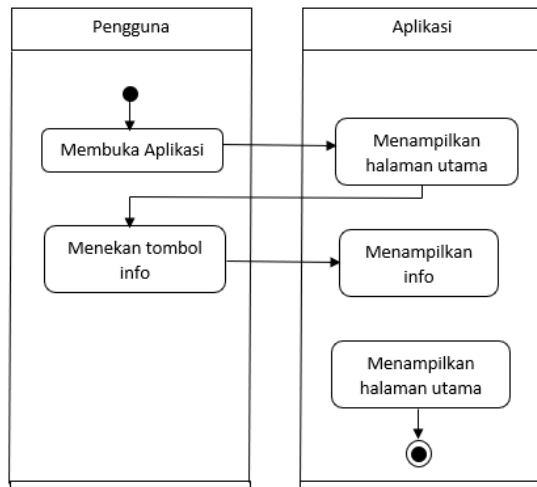 Pengguna
Aplikasi
Membuka Aplikasi
Menampilkan
halaman utama
Menekan tombol
info
Menampilkan
info
Menampilkan
halaman utama